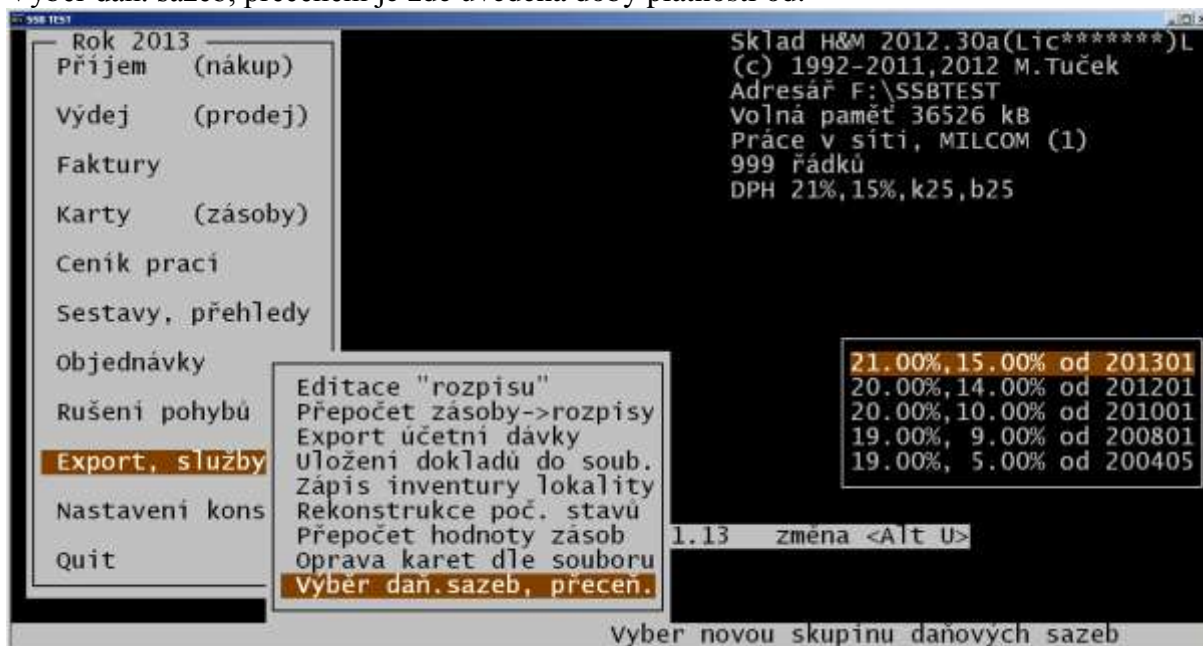 Výběr daň. sazeb, přecenění je zde uvedena doby platnosti od.
SSB TEST
Rok 2013
Příjem (nákup)
Výdej (prodej)
Faktury
Karty (zásoby)
Ceník prací
Sestavy, přehledy
Objednávky
Rušení pohybů
Export, služby
Nastavení kons
Quit
Sklad H&M 2012.30a(Lic*******)L
(c) 1992-2011,2012 M.Tuček
Adresář F:\SSBTEST
Volná paměť 36526 kB
Práce v síti, MILCOM (1)
999 řádků
DPH 21%,15%,k25,b25
Editace "rozpisu"
Přepočet zásoby->rozpisy
Export účetní dávky
Uložení dokladů do soub.
Zápis inventury lokality
Rekonstrukce poč. stavů
Přepočet hodnoty zásob
Oprava karet dle souboru
Výběr daň.sazeb, přeceň.
21.00%,15.00% od 201301
20.00%,14.00% od 201201
20.00%,10.00% od 201001
19.00%, 9.00% od 200801
19.00%, 5.00% od 200405
1.13 změna <Alt U>
Vyber novou skupinu daňových sazeb